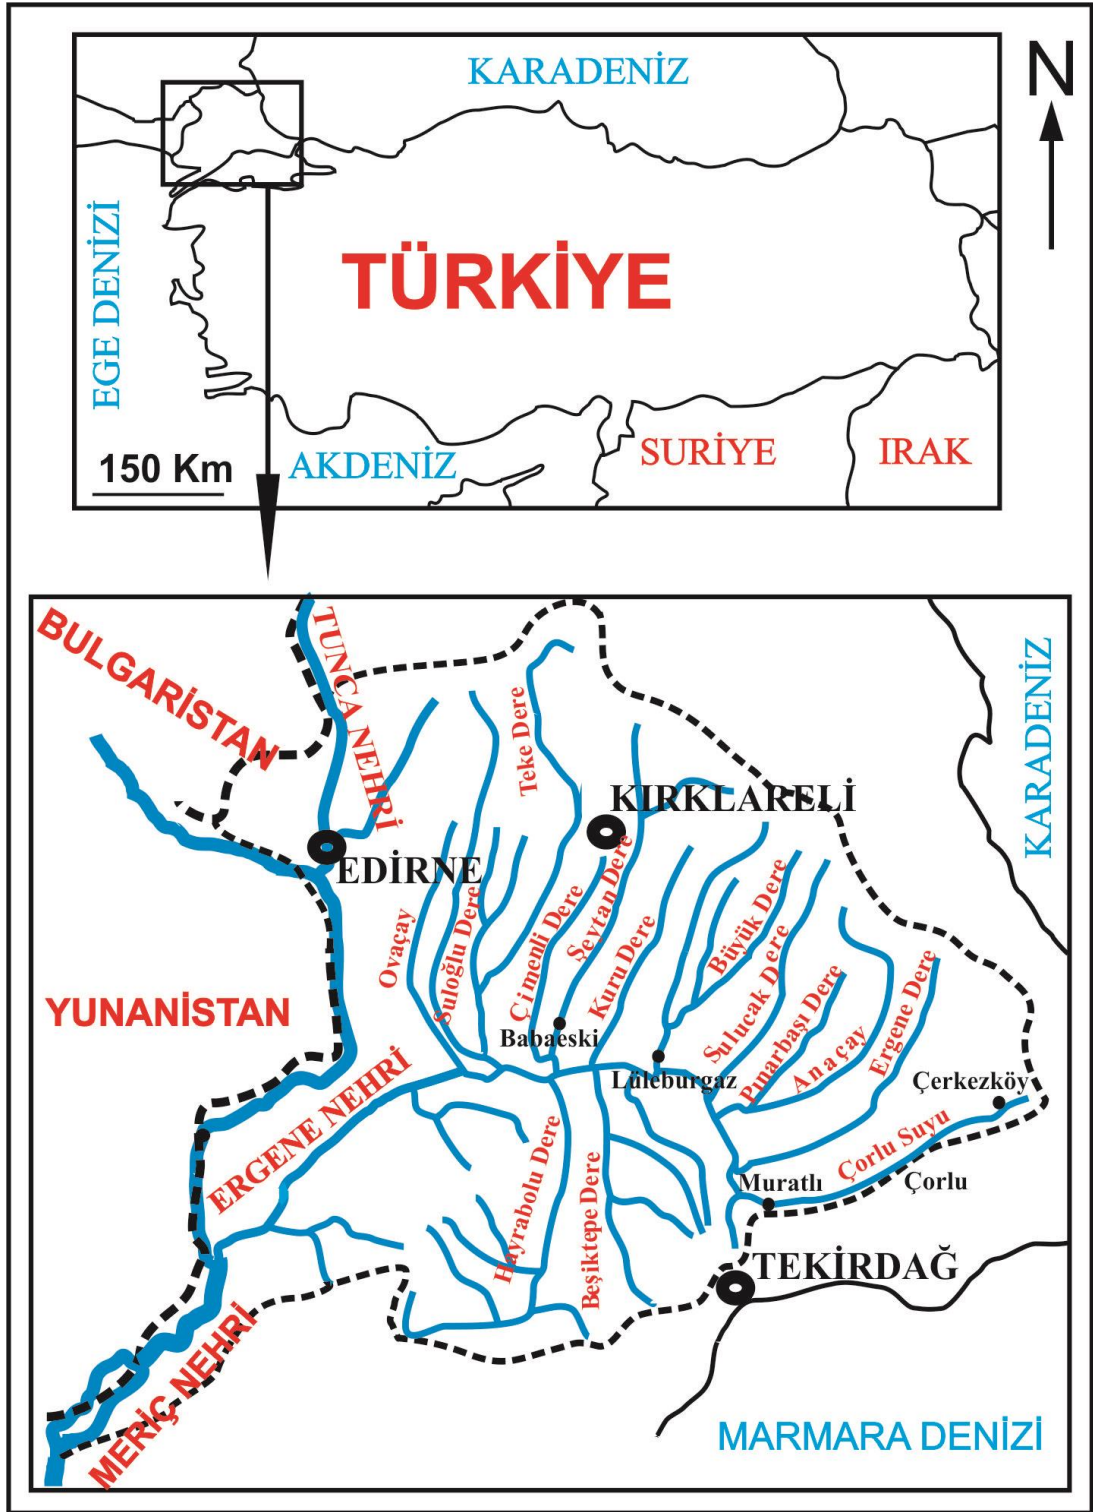 KARADENİZ
N
EGE DENİZİ
TÜRKİYE
150 Km
AKDENİZ
SURİYE
IRAK
BULGARİSTAN
TUNCA NEHRİ
KARADENİZ
Teke Dere
KIRKLARELİ
EDİRNE
Ovaçay
Suloğlu Dere
Çimenli Dere
Şeytan Dere
Kuru Dere
Büyük Dere
Sulucak Dere
Pınarbaşı Dere
Anaçay
Ergene Dere
YUNANİSTAN
Babaeski
Lüleburgaz
Çerkezköy
ERGENE NEHRİ
Hayrabolu Dere
Beşiktepe Dere
Muratlı
Çorlu Suyu
Çorlu
TEKİRDAĞ
MERİÇ NEHRİ
MARMARA DENİZİ